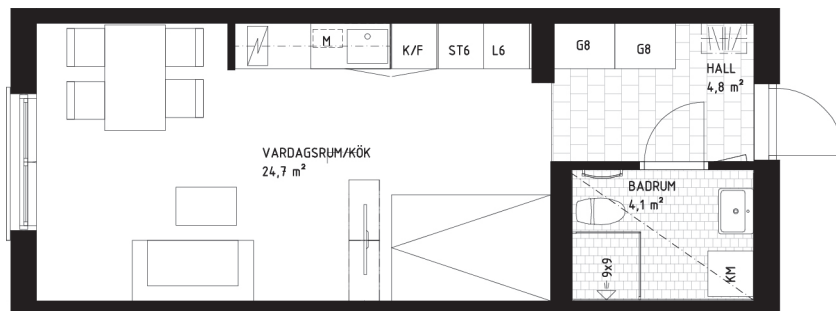 M
K/F
ST6
L6
G8
G8
HALL
4,8 m²
VARDAGSRUM/KÖK
24,7 m²
BADRUM
4,1 m²
9x9
KM